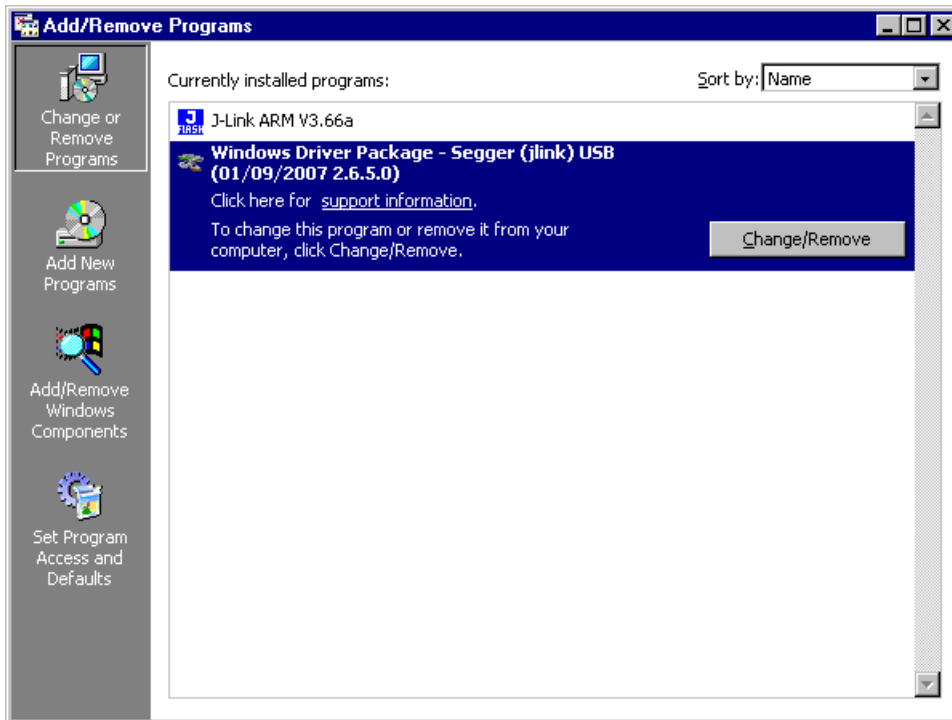 Add/Remove Programs
Change or
Remove
Programs
Add New
Programs
Add/Remove
Windows
Components
Set Program
Access and
Defaults
Currently installed programs:
Sort by: Name
J FLASH J-Link ARM V3.66a
Windows Driver Package - Segger (jlink) USB
(01/09/2007 2.6.5.0)
Click here for support information.
To change this program or remove it from your
computer, click Change/Remove.
Change/Remove